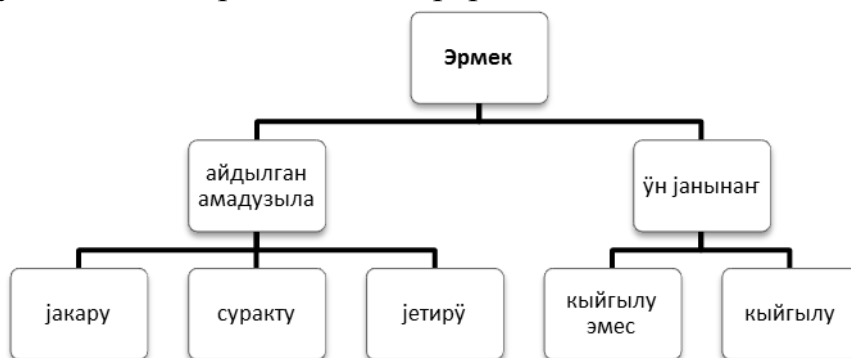 Эрмек
айдылган
амадузыла
ӱн јанынаҥ
јакару
суракту
јетирӱ
кыйгылу
эмес
кыйгылу